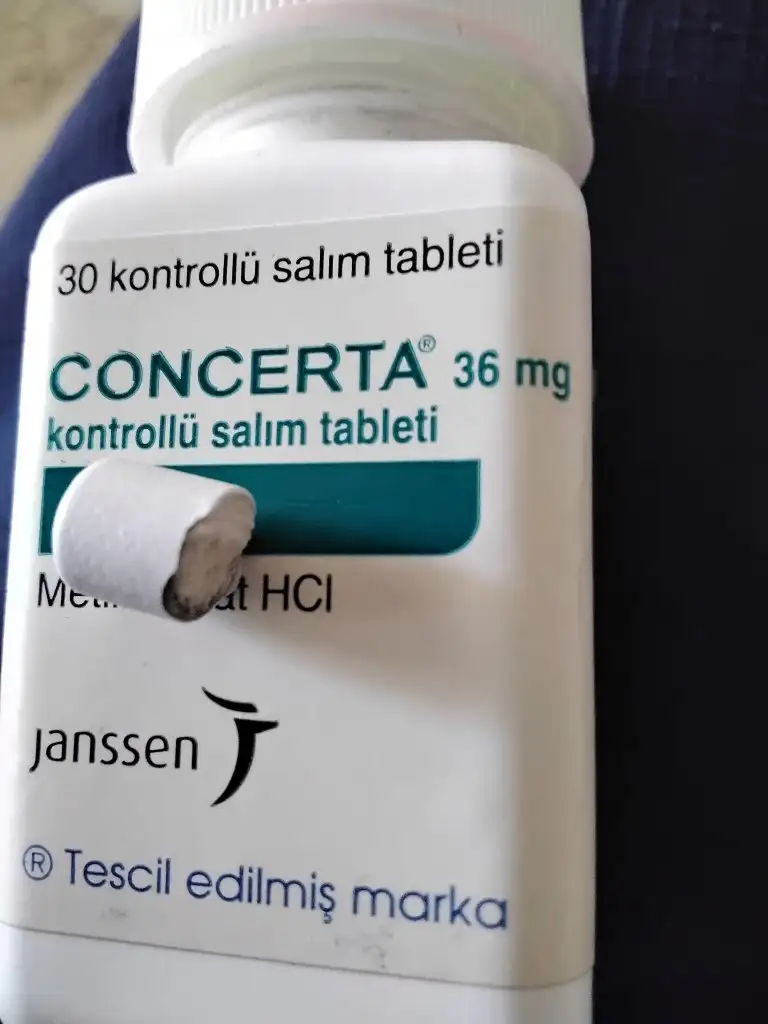 30 kontrollü salım tableti
CONCERTA® 36 mg
kontrollü salım tableti
HCl
Janssen
® Tescil edilmiş marka